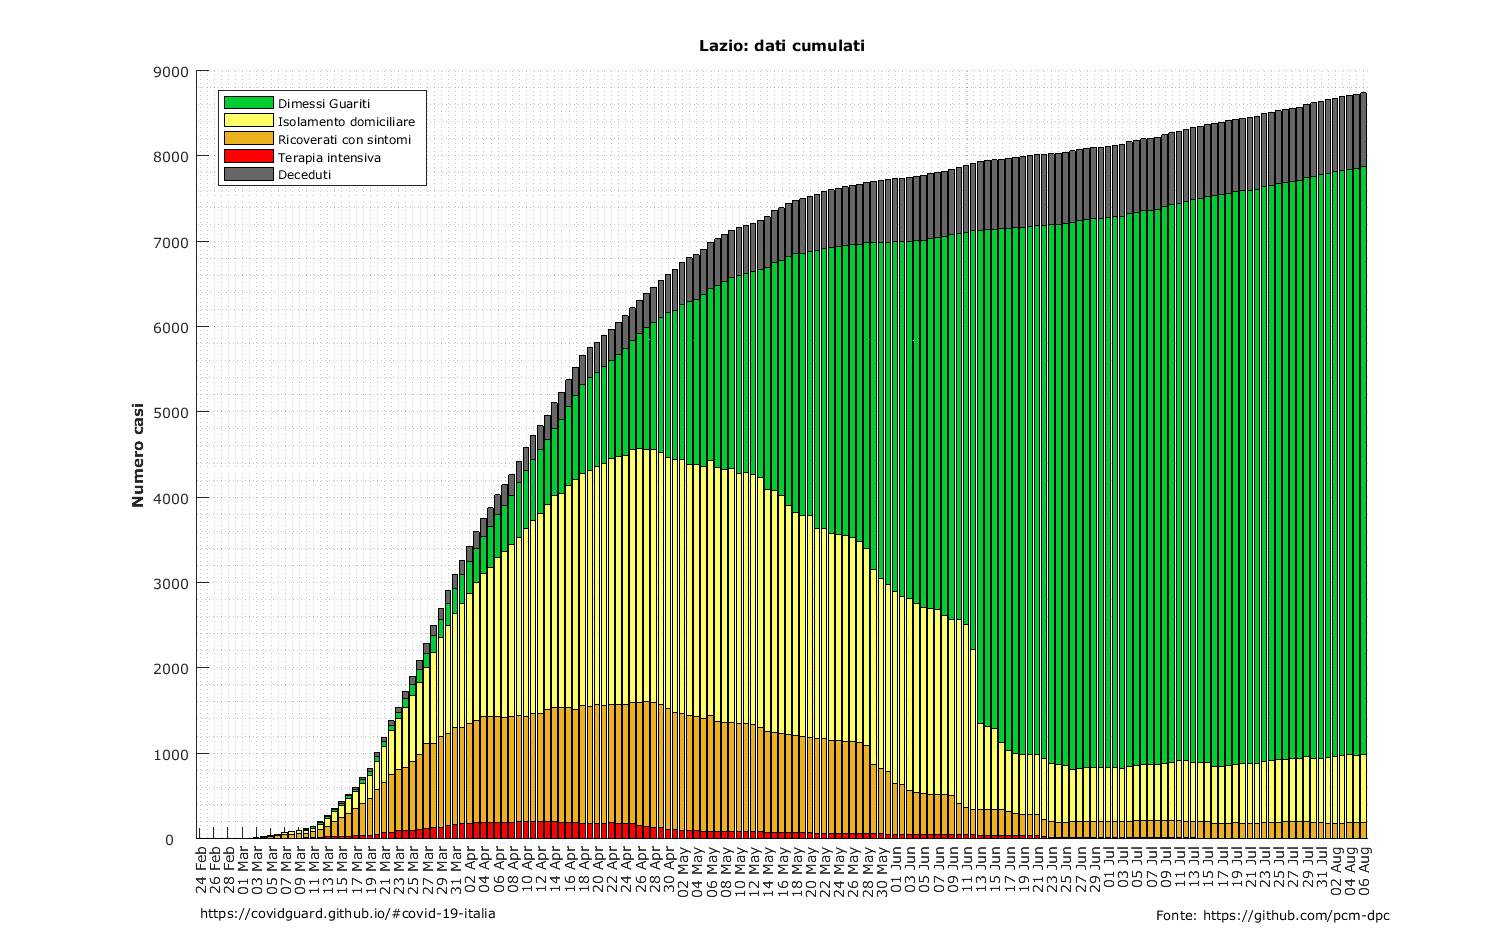 Lazio: dati cumulati
Numero casi
9000
8000
7000
6000
5000
4000
3000
2000
1000
0
Dimessi Guariti
Isolamento domiciliare
Ricoverati con sintomi
Terapia intensiva
Deceduti
24 Feb
26 Feb
28 Feb
01 Mar
03 Mar
05 Mar
07 Mar
09 Mar
11 Mar
13 Mar
15 Mar
17 Mar
19 Mar
21 Mar
23 Mar
25 Mar
27 Mar
29 Mar
31 Mar
02 Apr
04 Apr
06 Apr
08 Apr
10 Apr
12 Apr
14 Apr
16 Apr
18 Apr
20 Apr
22 Apr
24 Apr
26 Apr
28 Apr
30 Apr
02 May
04 May
06 May
08 May
10 May
12 May
14 May
16 May
18 May
20 May
22 May
24 May
26 May
28 May
30 May
01 Jun
03 Jun
05 Jun
07 Jun
09 Jun
11 Jun
13 Jun
15 Jun
17 Jun
19 Jun
21 Jun
23 Jun
25 Jun
27 Jun
29 Jun
01 Jul
03 Jul
05 Jul
07 Jul
09 Jul
11 Jul
13 Jul
15 Jul
17 Jul
19 Jul
21 Jul
23 Jul
25 Jul
27 Jul
29 Jul
31 Jul
02 Aug
04 Aug
06 Aug
https://covidguard.github.io/#covid-19-italia
Fonte: https://github.com/pcm-dpc